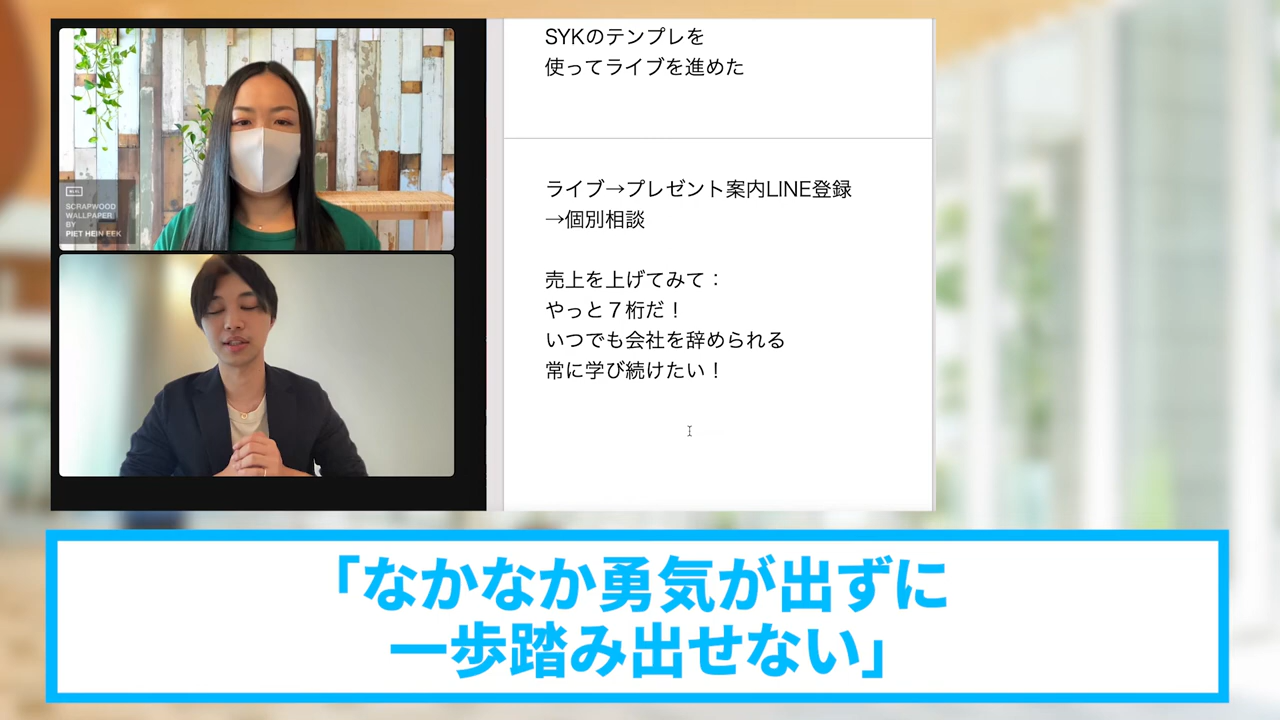 SYKのテンプレを
使ってライブを進めた
ライブ→プレゼント案内LINE登録
→個別相談
売上を上げてみて：
やっと７桁だ！
いつでも会社を辞められる
常に学び続けたい！
NLXL
SCRAPWOOD
WALLPAPER
BY
PIET HEIN EEK
「なかなか勇気が出ずに
一歩踏み出せない」